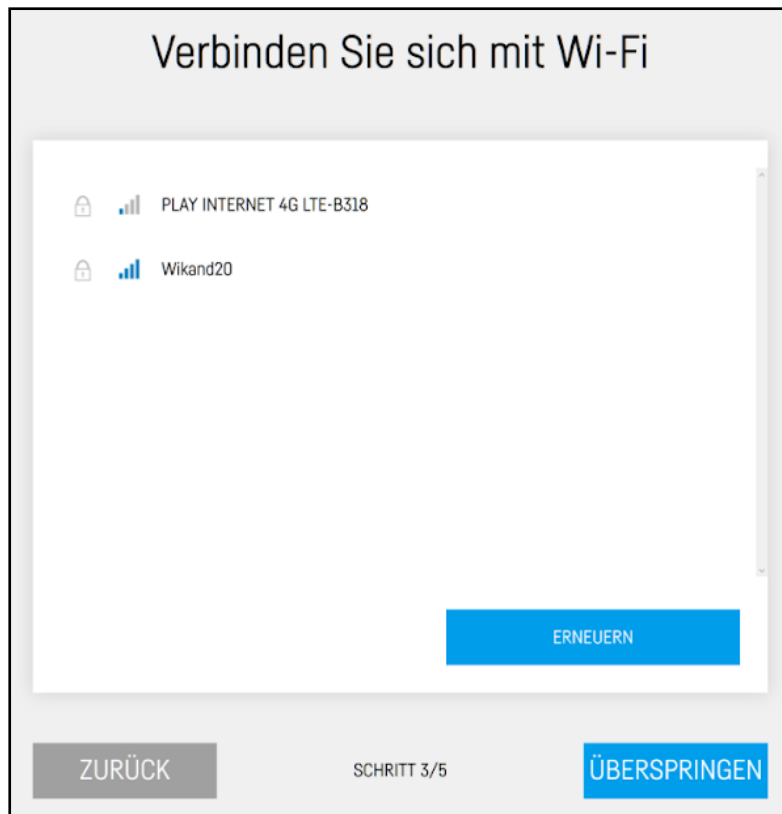 Verbinden Sie sich mit Wi-Fi
PLAY INTERNET 4G LTE-B318
Wikand20
ERNEUERN
ZURÜCK
SCHRITT 3/5
ÜBERSPRINGEN